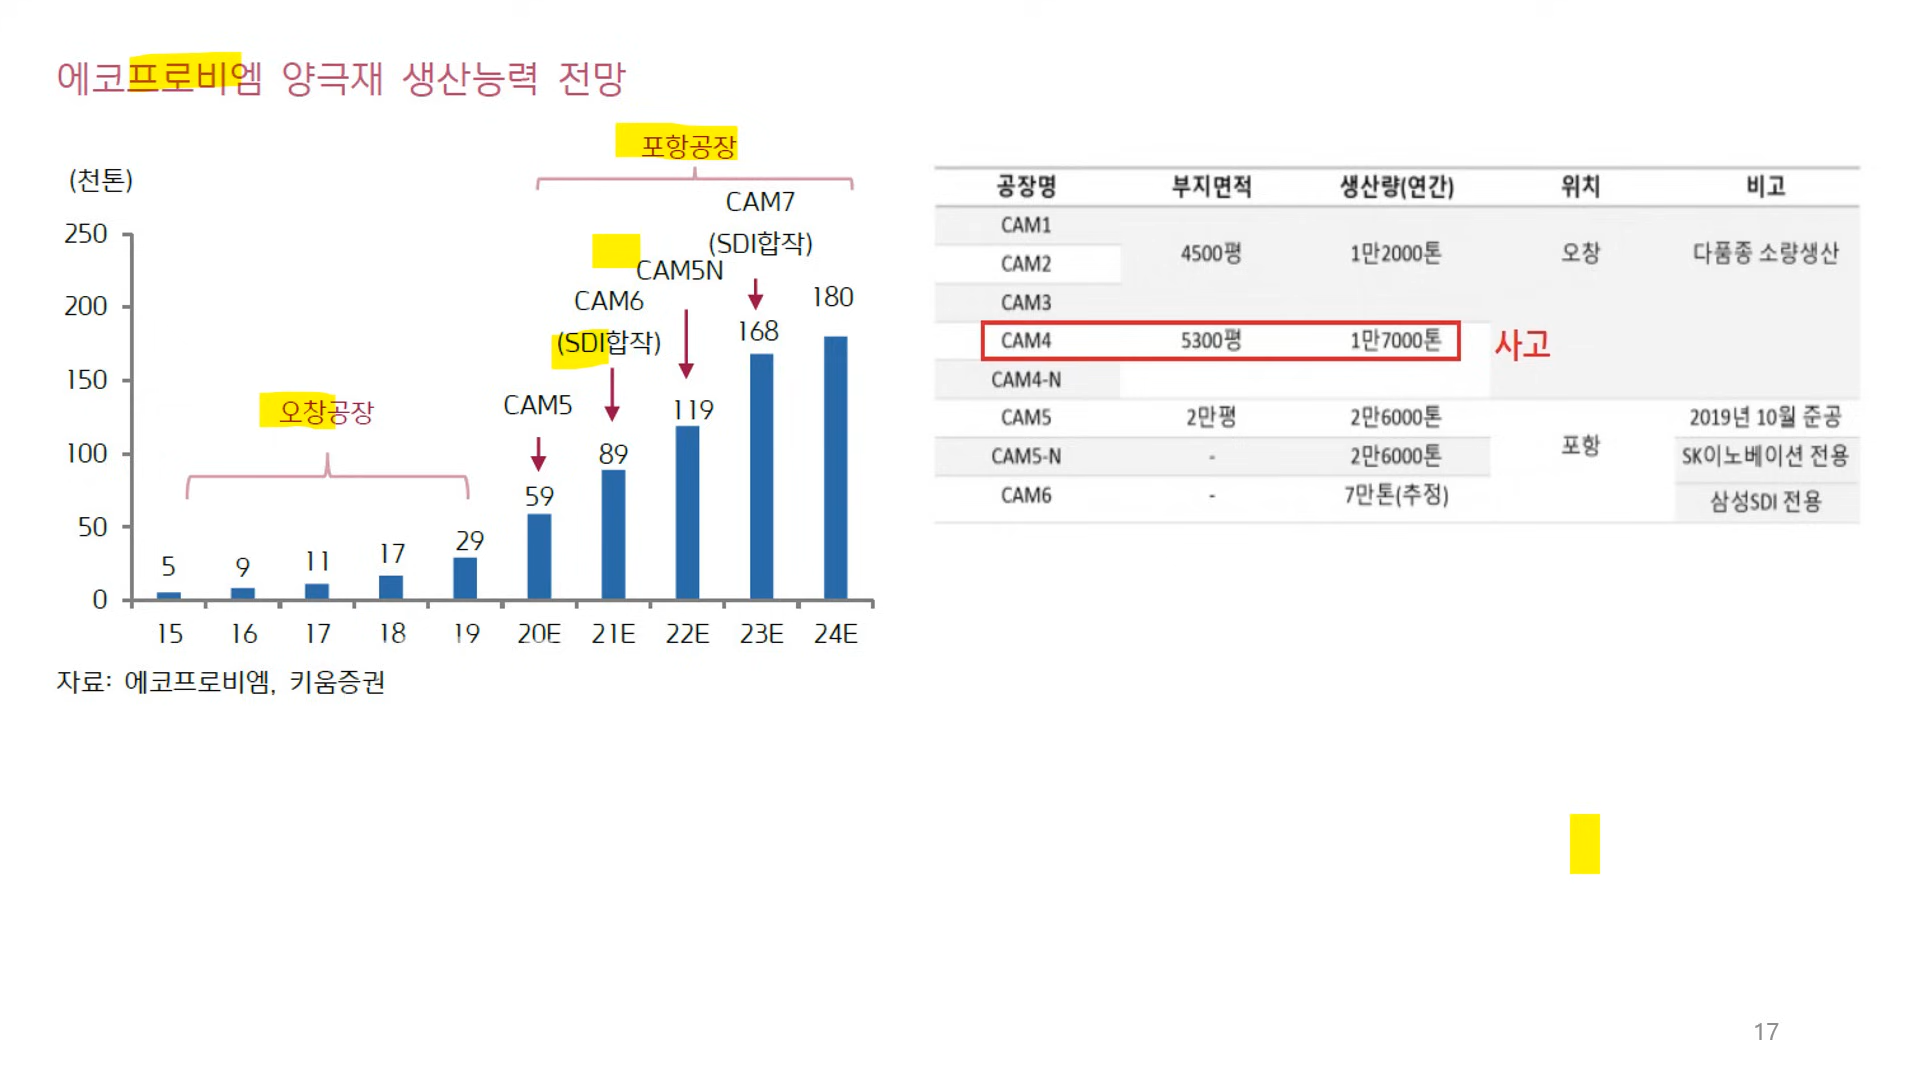 에코프로비엠 양극재 생산능력 전망
포항공장
(천톤)
CAM7
(SDI합작)
CAM5N
CAM6
(SDI합작)
CAM5
오창공장
250
200
150
100
50
0
5
9
11
17
29
59
89
119
168
180
15 16 17 18 19 20E 21E 22E 23E 24E
자료: 에코프로비엠, 키움증권
공장명 부지면적 생산량(연간) 위치 비고
CAM1
CAM2 4500평 1만2000톤 오창 다품종 소량생산
CAM3
CAM4 5300평 1만7000톤 사고
CAM4-N
CAM5 2만평 2만6000톤 포항 2019년 10월 준공
CAM5-N - 2만6000톤 SK이노베이션 전용
CAM6 - 7만톤(추정) 삼성SDI 전용
17